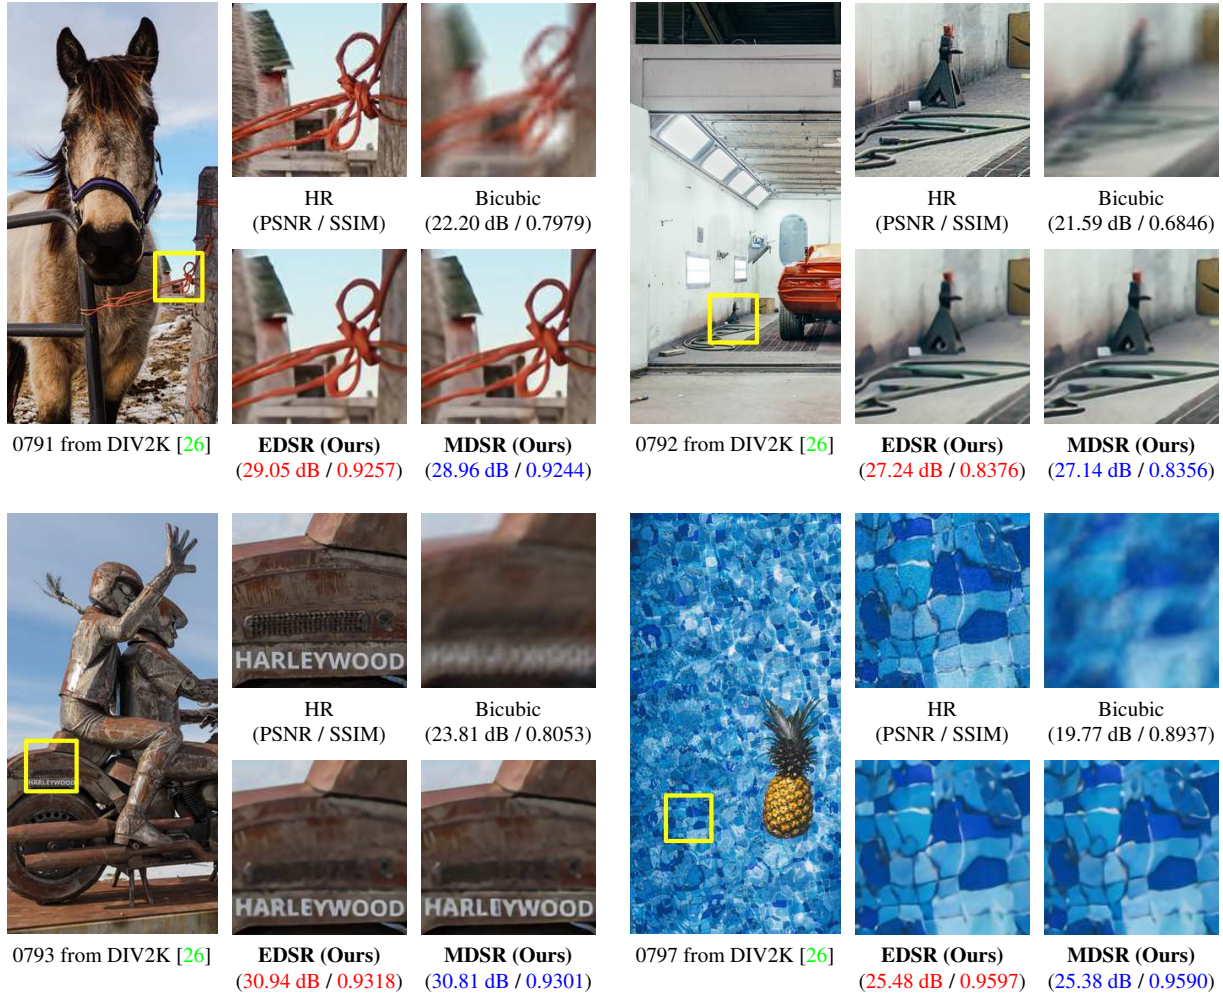 HR
(PSNR / SSIM)
Bicubic
(22.20 dB / 0.7979)
0791 from DIV2K [26]
EDSR (Ours)
(29.05 dB / 0.9257)
MDSR (Ours)
(28.96 dB / 0.9244)
HR
(PSNR / SSIM)
Bicubic
(21.59 dB / 0.6846)
0792 from DIV2K [26]
EDSR (Ours)
(27.24 dB / 0.8376)
MDSR (Ours)
(27.14 dB / 0.8356)
HARLEYWOOD
HARLEYWOOD
HR
(PSNR / SSIM)
Bicubic
(23.81 dB / 0.8053)
HARLEYWOOD
HARLEYWOOD
0793 from DIV2K [26]
EDSR (Ours)
(30.94 dB / 0.9318)
MDSR (Ours)
(30.81 dB / 0.9301)
HR
(PSNR / SSIM)
Bicubic
(19.77 dB / 0.8937)
0797 from DIV2K [26]
EDSR (Ours)
(25.48 dB / 0.9597)
MDSR (Ours)
(25.38 dB / 0.9590)